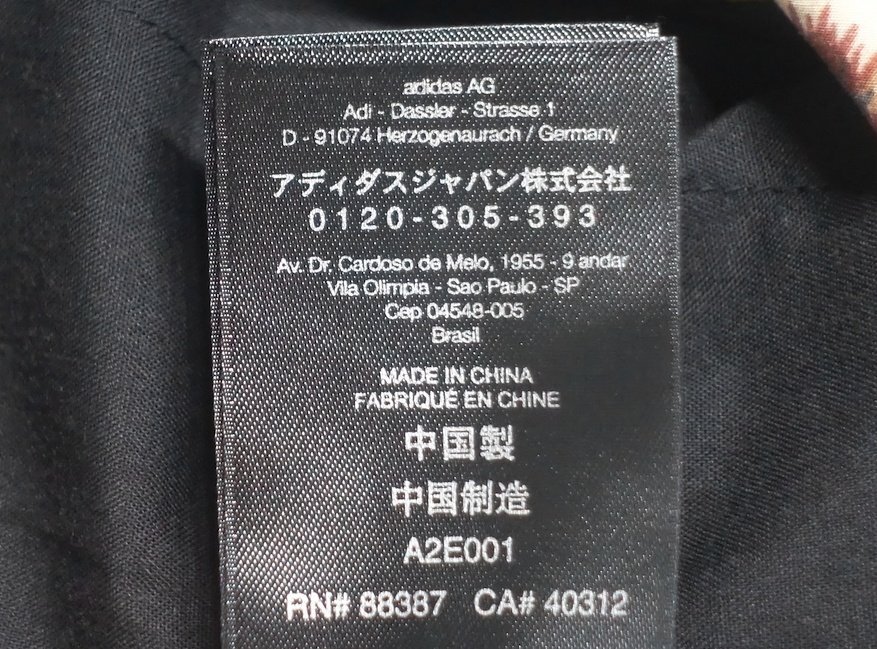 adidas AG
Adi - Dassler - Strasse 1
D - 91074 Herzogenaurach / Germany
アディダスジャパン株式会社
0120-305-393
Av. Dr. Cardoso de Melo, 1955 - 9 andar
Vila Olimpia - Sao Paulo - SP
Cep 04548-005
Brasil
MADE IN CHINA
FABRIQUÉ EN CHINE
中国製
中国制造
A2E001
RN# 88387 CA# 40312